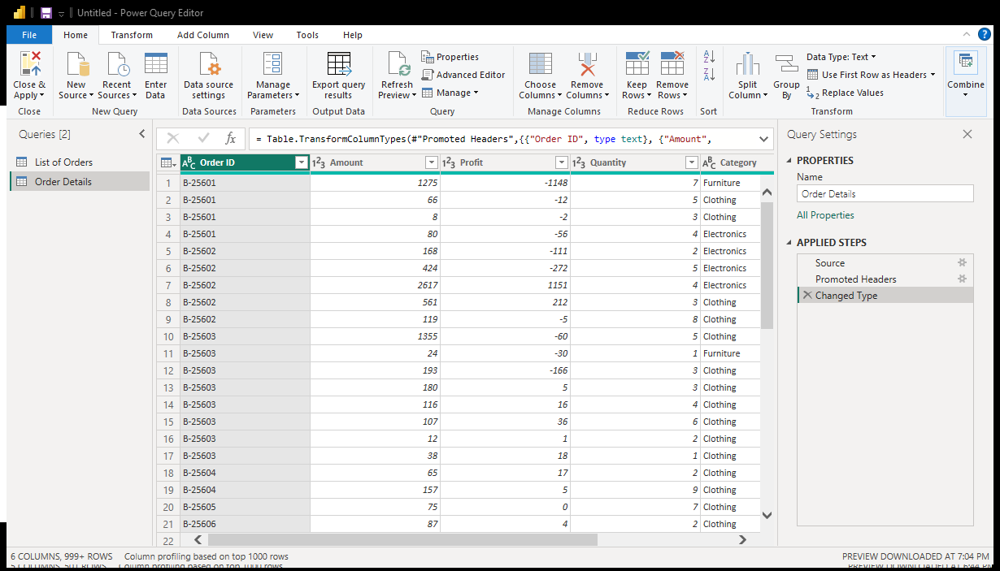 Untitled - Power Query Editor
File Home Transform Add Column View Tools Help
Close & Apply
New Source
Recent Sources
Enter Data
Data source settings
Manage Parameters
Export query results
Refresh Preview
Properties
Advanced Editor
Manage
Choose Columns
Remove Columns
Keep Rows
Remove Rows
Split Column
Group By
Data Type: Text
Use First Row as Headers
Replace Values
Combine
Close New Query Data Sources Parameters Output Data Query Manage Columns Reduce Rows Sort Transform
Queries [2]
List of Orders
Order Details
fx = Table.TransformColumnTypes(#"Promoted Headers",{{"Order ID", type text}, {"Amount",
ABC Order ID 123 Amount 123 Profit 123 Quantity ABC Category
1 B-25601 1275 -1148 7 Furniture
2 B-25601 66 -12 5 Clothing
3 B-25601 8 -2 3 Clothing
4 B-25601 80 -56 4 Electronics
5 B-25602 168 -111 2 Electronics
6 B-25602 424 -272 5 Electronics
7 B-25602 2617 1151 4 Electronics
8 B-25602 561 212 3 Clothing
9 B-25602 119 -5 8 Clothing
10 B-25603 1355 -60 5 Clothing
11 B-25603 24 -30 1 Furniture
12 B-25603 193 -166 3 Clothing
13 B-25603 180 5 3 Clothing
14 B-25603 116 16 4 Clothing
15 B-25603 107 36 6 Clothing
16 B-25603 12 1 2 Clothing
17 B-25603 38 18 1 Clothing
18 B-25604 65 17 2 Clothing
19 B-25604 157 5 9 Clothing
20 B-25605 75 0 7 Clothing
21 B-25606 87 4 2 Clothing
22
Query Settings
PROPERTIES
Name
Order Details
All Properties
APPLIED STEPS
Source
Promoted Headers
Changed Type
6 COLUMNS, 999+ ROWS Column profiling based on top 1000 rows PREVIEW DOWNLOADED AT 7:04 PM